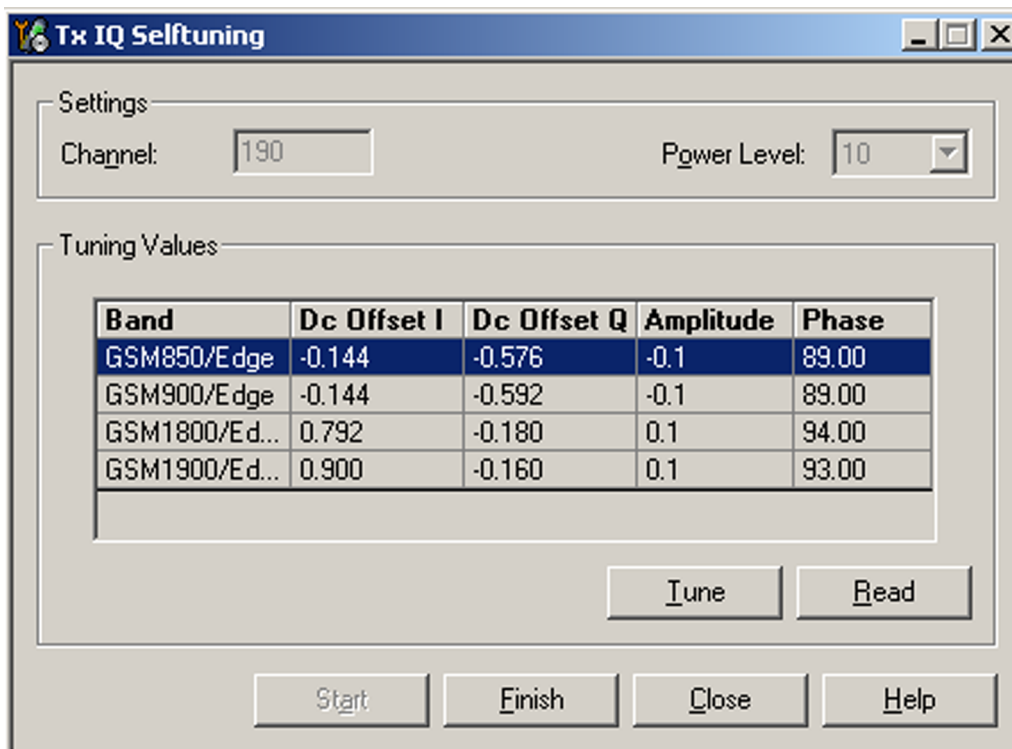 Tx IQ Selftuning
Settings
Channel: 190 Power Level: 10
Tuning Values
Band Dc Offset I Dc Offset Q Amplitude Phase
GSM850/Edge -0.144 -0.576 -0.1 89.00
GSM900/Edge -0.144 -0.592 -0.1 89.00
GSM1800/Ed... 0.792 -0.180 0.1 94.00
GSM1900/Ed... 0.900 -0.160 0.1 93.00
Tune Read
Start Finish Close Help